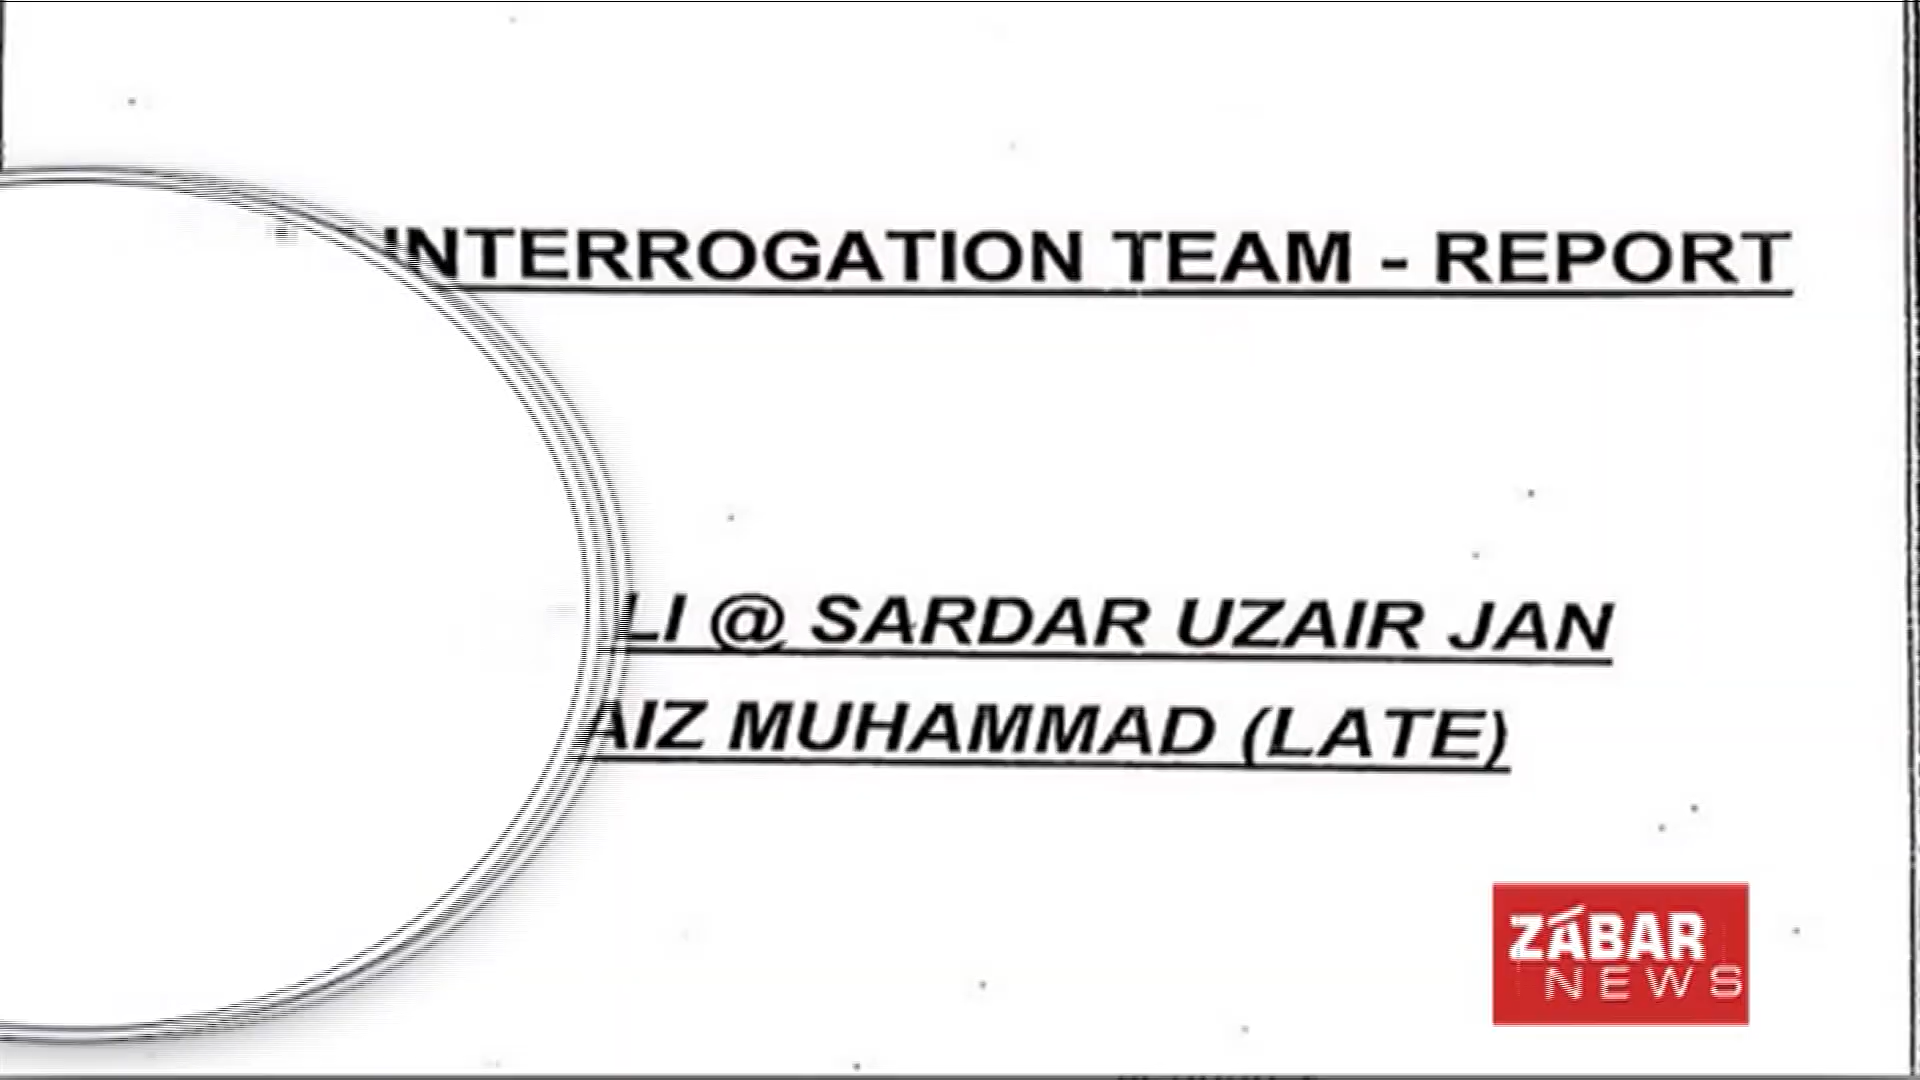 INTERROGATION TEAM - REPORT
LI @ SARDAR UZAIR JAN
AIZ MUHAMMAD (LATE)
ZABAR
NEWS